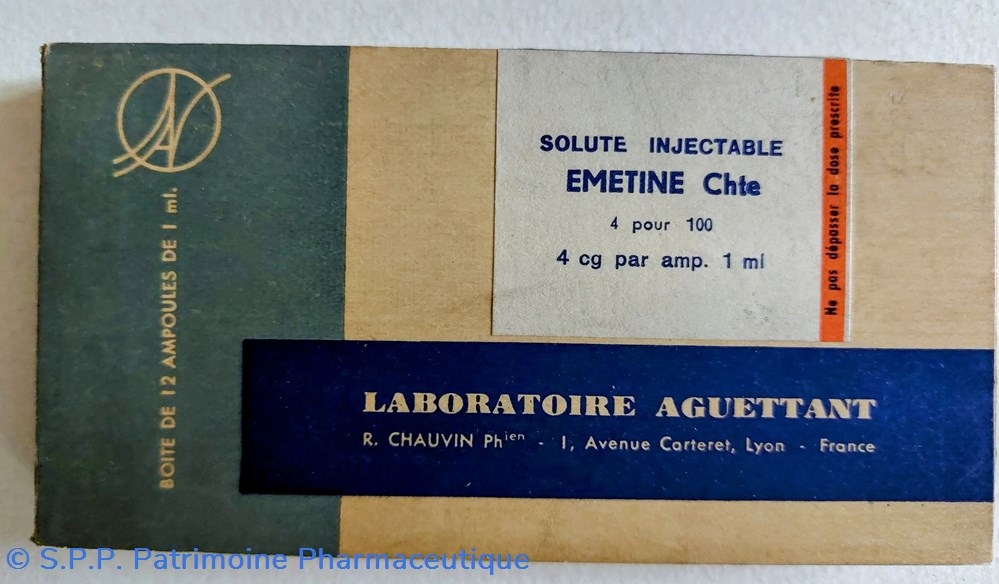 BOITE DE 12 AMPOULES DE 1 ml.
SOLUTE INJECTABLE
EMETINE Chte
4 pour 100
4 cg par amp. 1 ml
Ne pas dépasser la dose prescrite
LABORATOIRE AGUETTANT
R. CHAUVIN Phien - 1, Avenue Carteret, Lyon - France
© S.P.P. Patrimoine Pharmaceutique